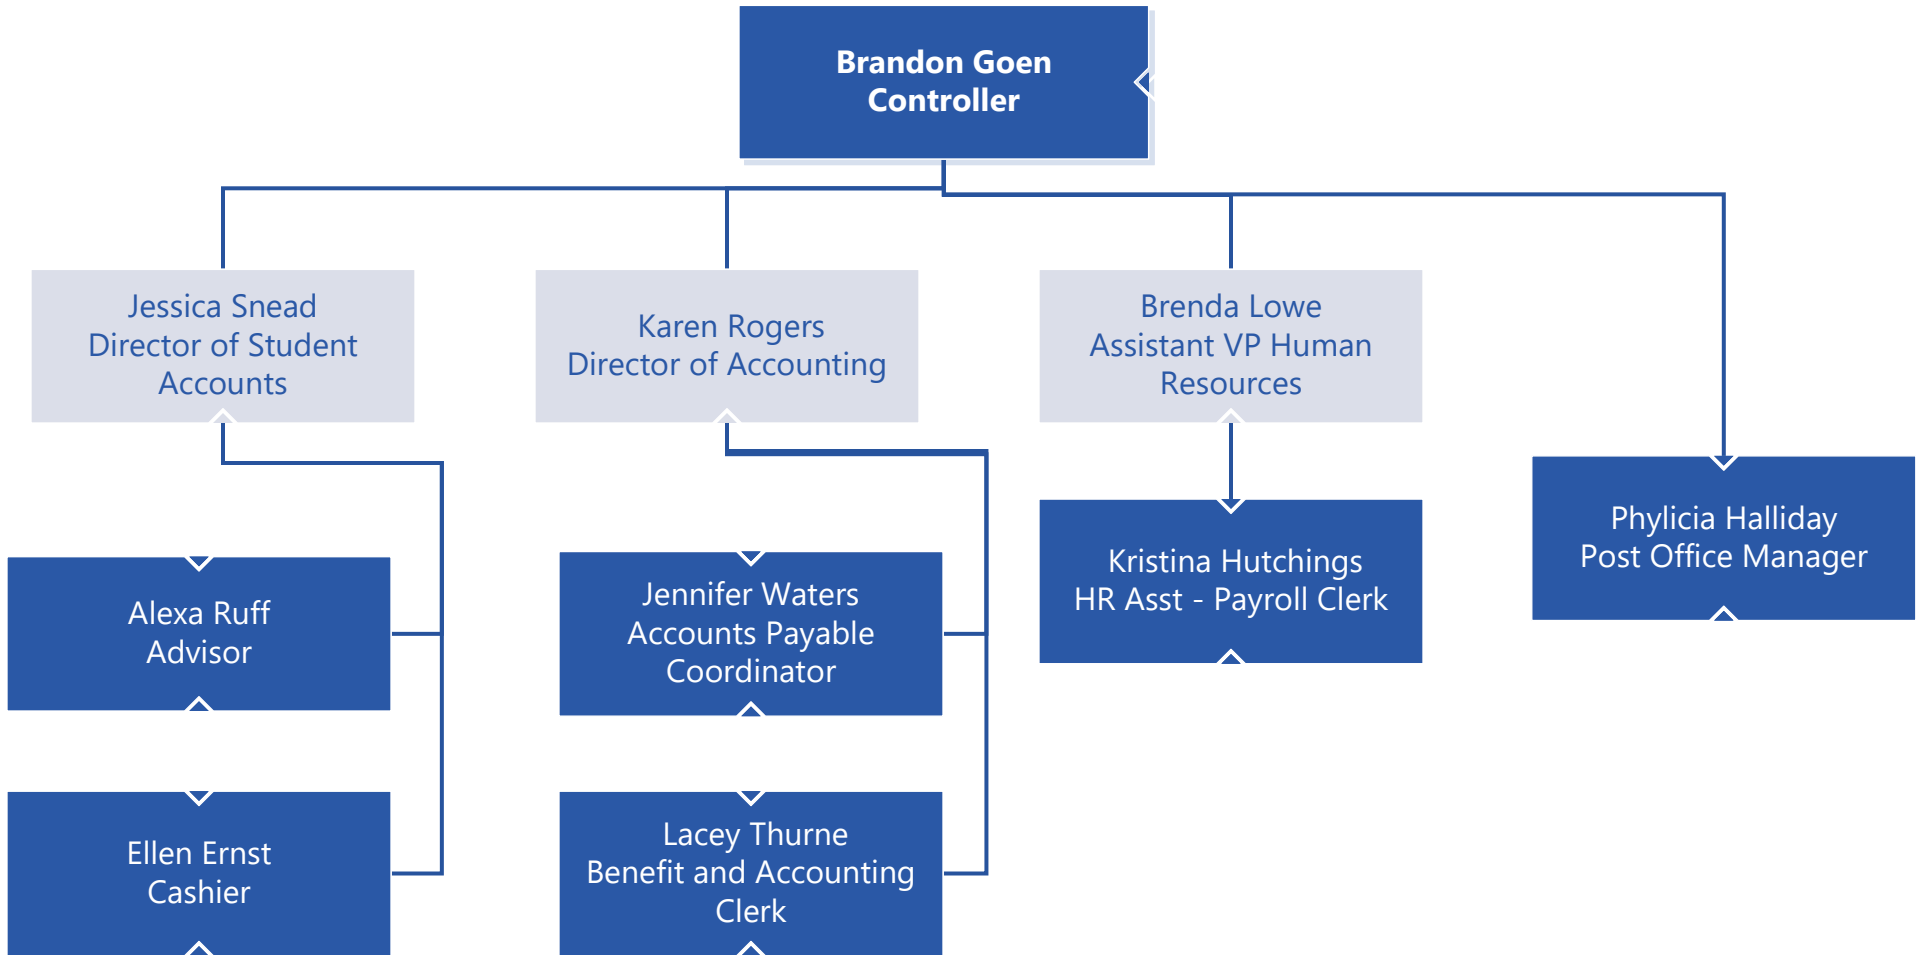 Brandon Goen
Controller
Jessica Snead
Director of Student
Accounts
Karen Rogers
Director of Accounting
Brenda Lowe
Assistant VP Human
Resources
Phylicia Halliday
Post Office Manager
Kristina Hutchings
HR Asst - Payroll Clerk
Alexa Ruff
Advisor
Jennifer Waters
Accounts Payable
Coordinator
Ellen Ernst
Cashier
Lacey Thurne
Benefit and Accounting
Clerk